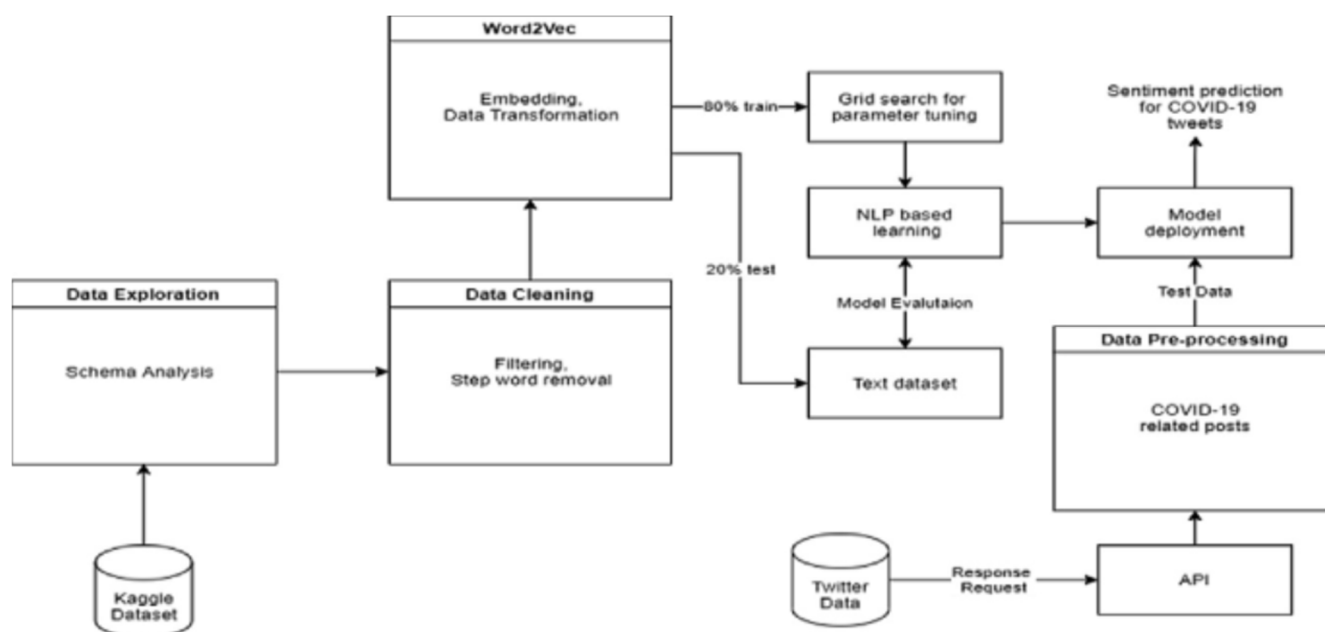 Word2Vec
Embedding,
Data Transformation
80% train
Grid search for
parameter tuning
Sentiment prediction
for COVID-19
tweets
NLP based
learning
Model
deployment
20% test
Data Exploration
Schema Analysis
Data Cleaning
Filtering,
Step word removal
Model Evalutaion
Test Data
Text dataset
Data Pre-processing
COVID-19
related posts
Kaggle
Dataset
Twitter
Data
Response
Request
API